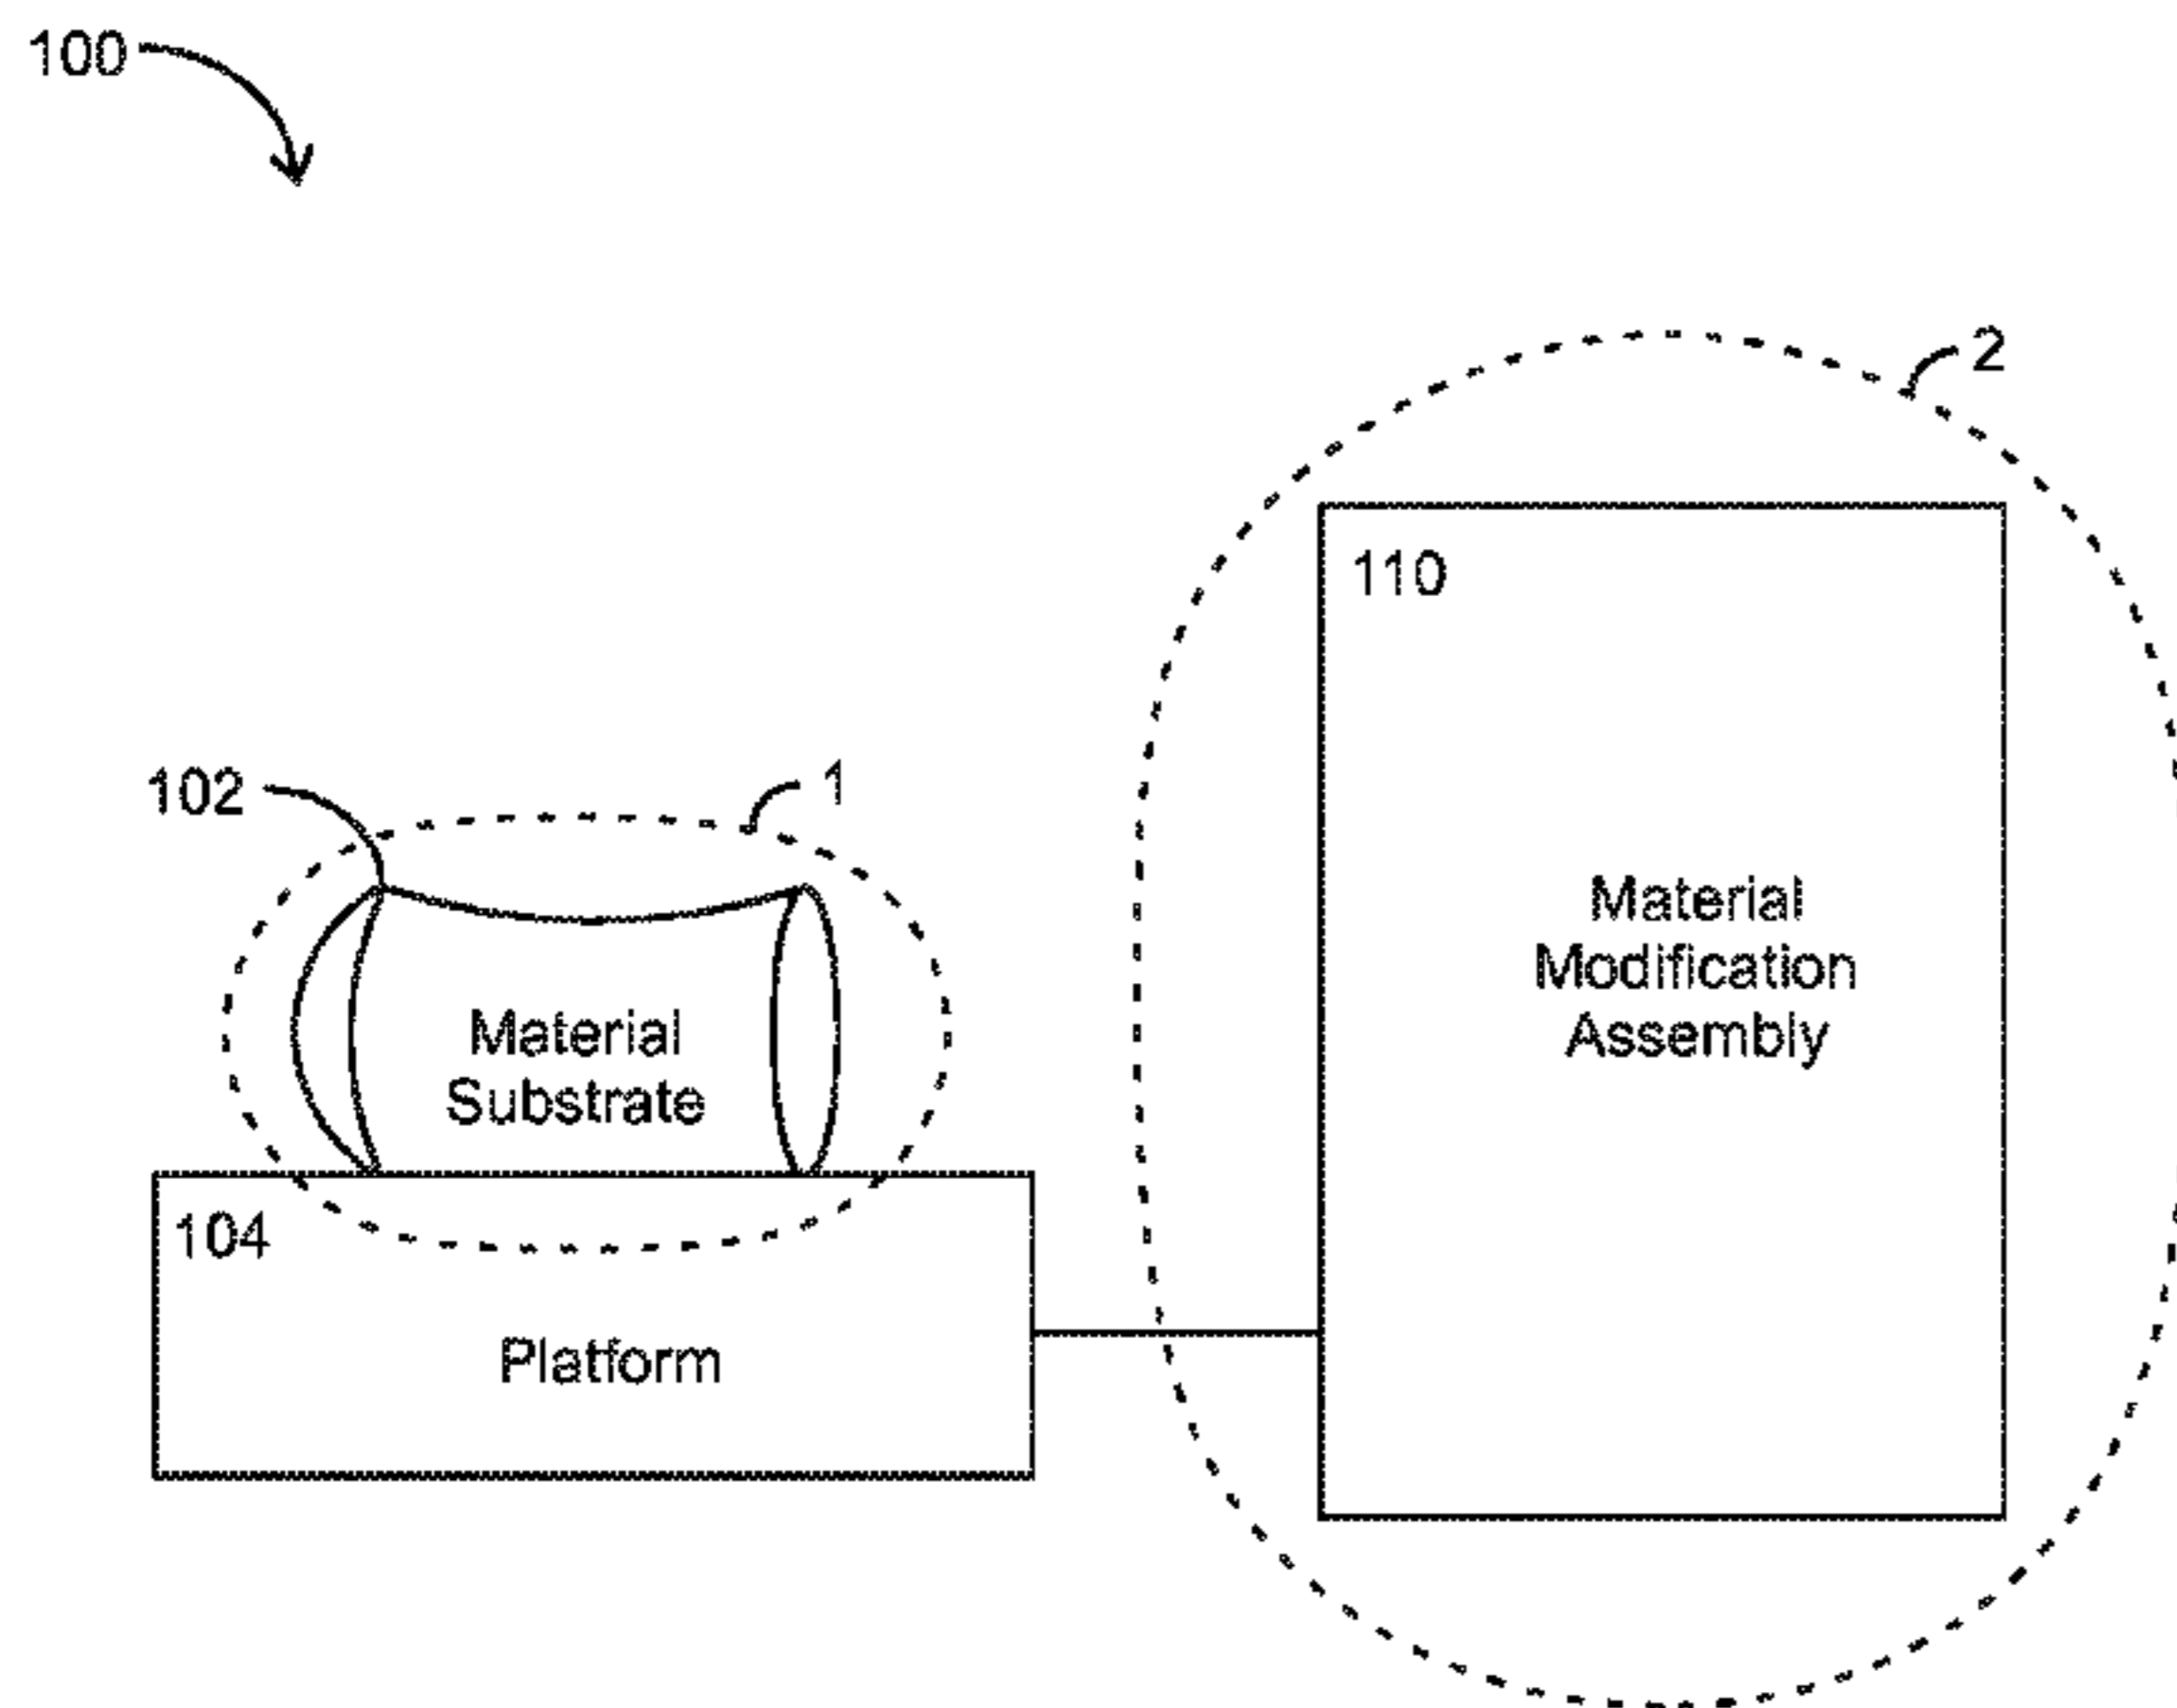 100
2
110
102
1
Material
Modification
Assembly
Material
Substrate
104
Platform